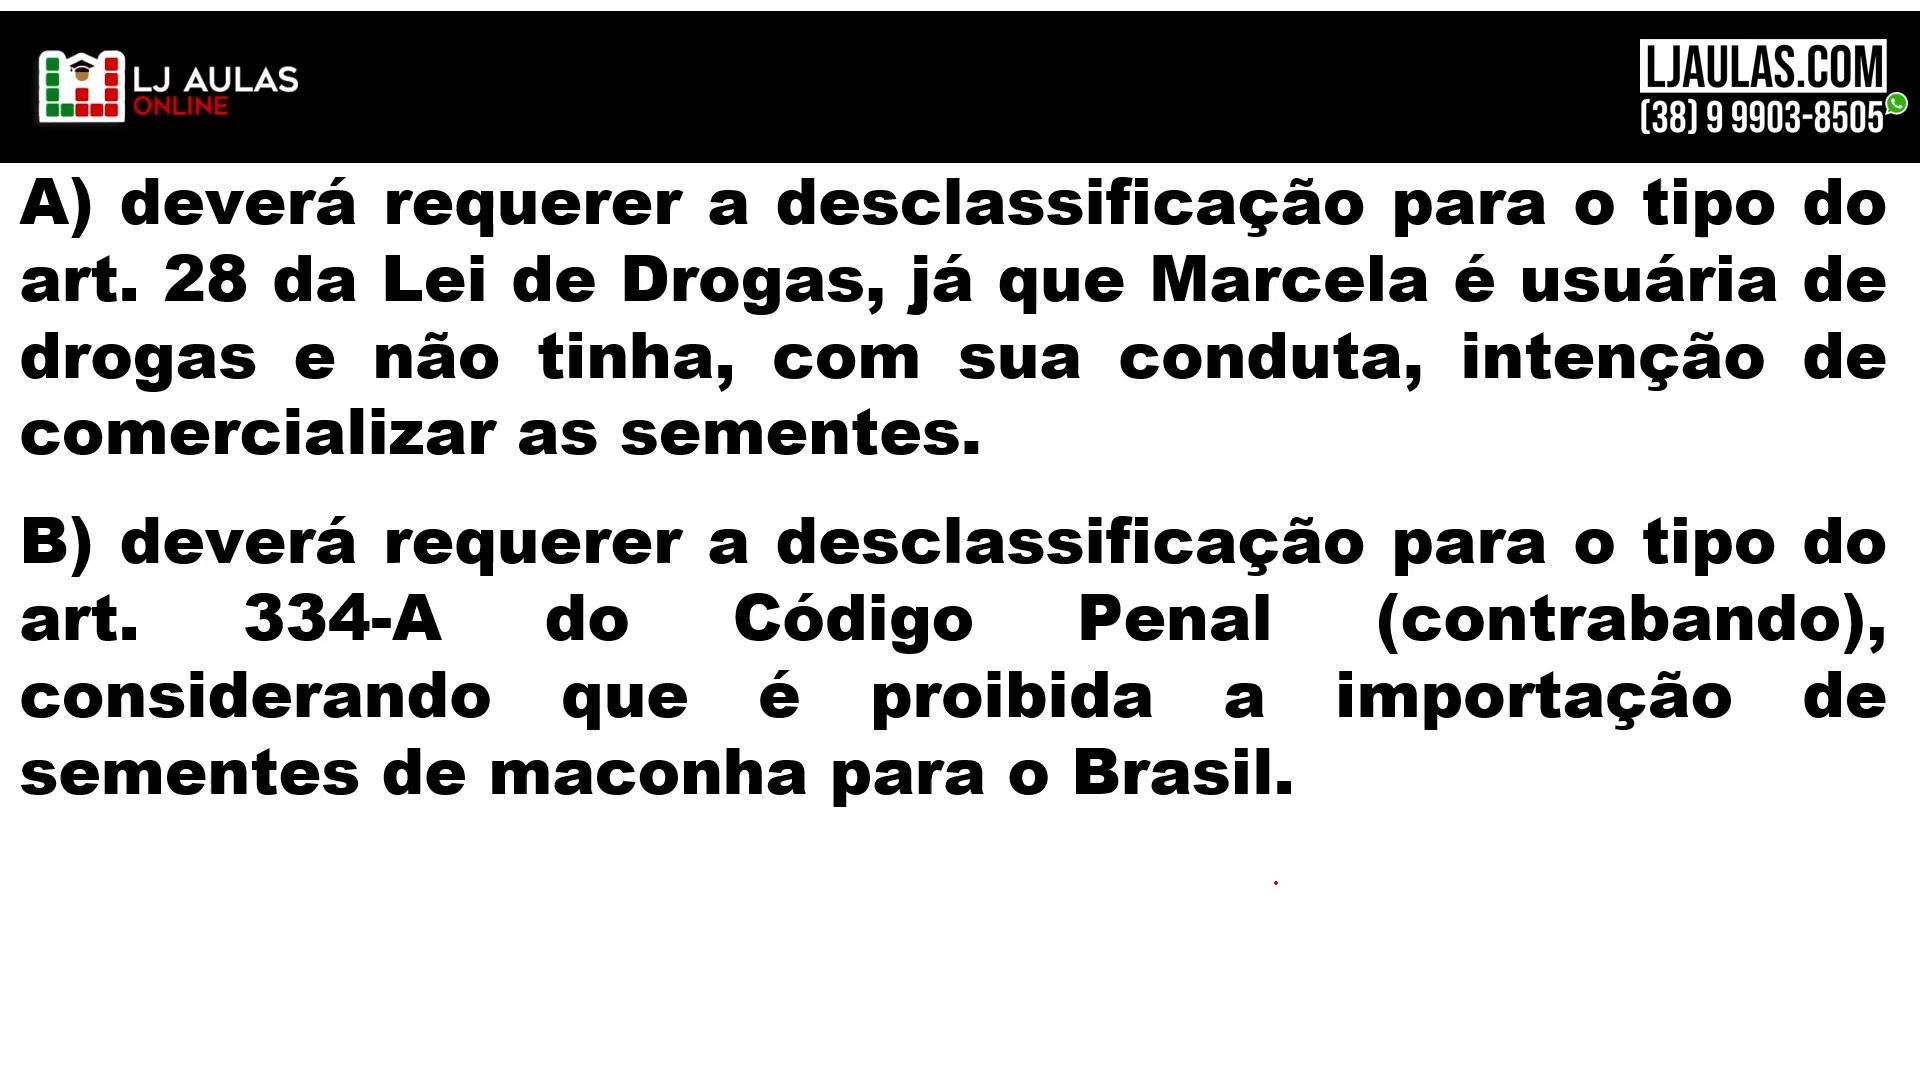 LJ AULAS
ONLINE
LJAULAS.COM
(38) 9 9903-8505
A) deverá requerer a desclassificação para o tipo do
art. 28 da Lei de Drogas, já que Marcela é usuária de
drogas e não tinha, com sua conduta, intenção de
comercializar as sementes.
B) deverá requerer a desclassificação para o tipo do
art. 334-A do Código Penal (contrabando),
considerando que é proibida a importação de
sementes de maconha para o Brasil.